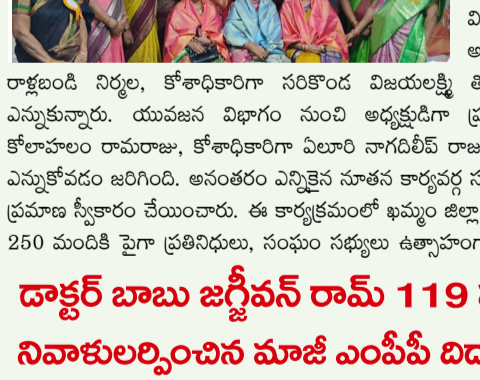 వి
రాళ్లబండి నిర్మల, కోశాధికారిగా సరికొండ విజయలక్ష్మి
ఎన్నుకున్నారు. యువజన విభాగం నుంచి అధ్యక్షుడిగా
కోలాహలం రామరాజు, కోశాధికారిగా ఏలూరి నాగదిలీప్ రాజు
ఎన్నుకోవడం జరిగింది. అనంతరం ఎన్నికైన నూతన కార్యవర్గ
ప్రమాణ స్వీకారం చేయించారు. ఈ కార్యక్రమంలో ఖమ్మం జిల్లా
250 మందికి పైగా ప్రతినిధులు, సంఘం సభ్యులు ఉత్సాహంగ
డాక్టర్ బాబు జగ్జీవన్ రామ్ 119
నివాళులర్పించిన మాజీ ఎంపీపీ